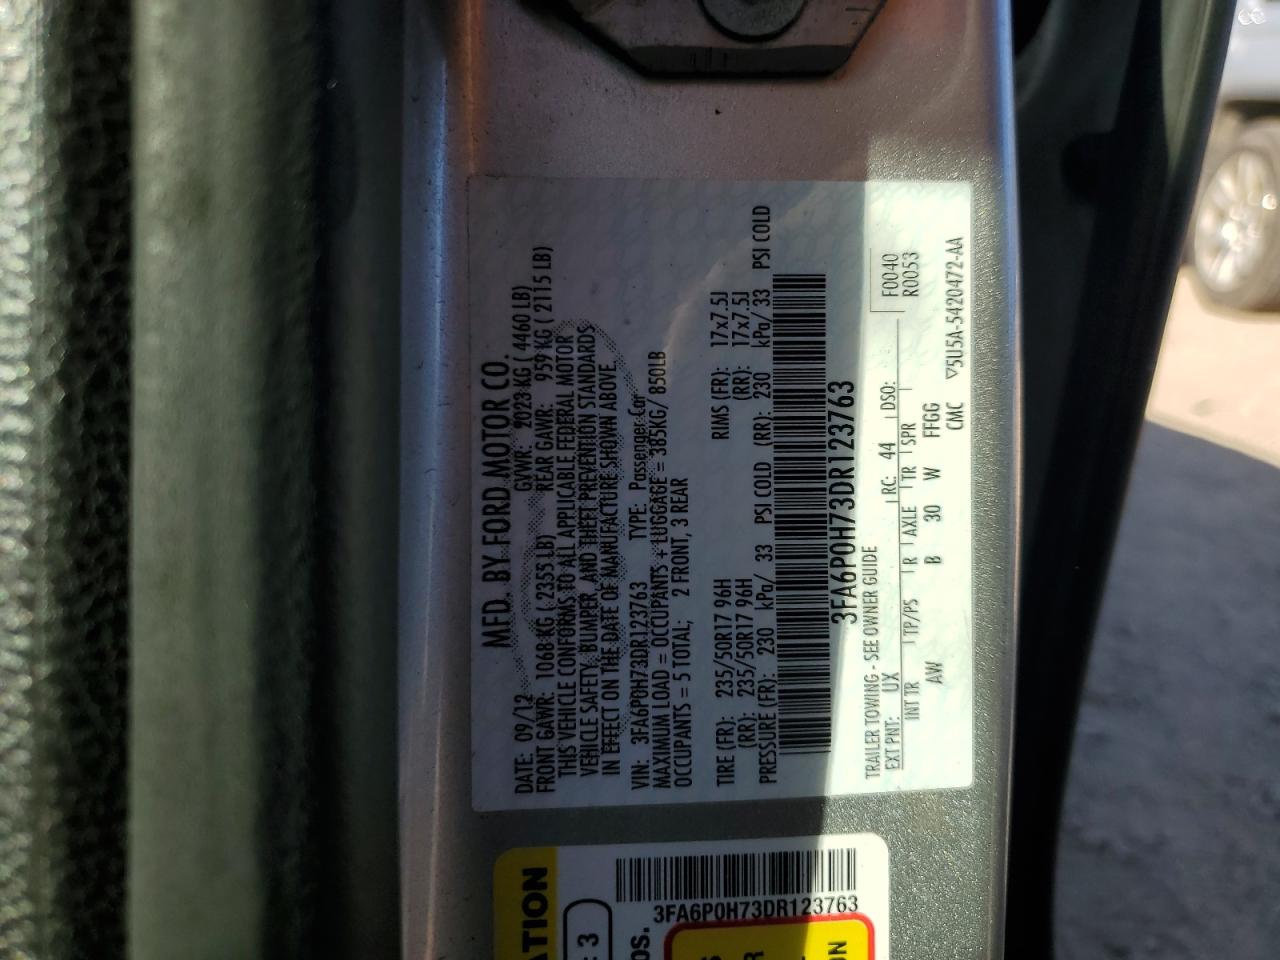 MFD. BY FORD MOTOR CO.
DATE: 09/12 GVWR: 2023 KG ( 4460 LB)
FRONT GAWR: 1068 KG ( 2355 LB) REAR GAWR: 959 KG ( 2115 LB)
THIS VEHICLE CONFORMS TO ALL APPLICABLE FEDERAL MOTOR
VEHICLE SAFETY, BUMPER, AND THEFT PREVENTION STANDARDS
IN EFFECT ON THE DATE OF MANUFACTURE SHOWN ABOVE.
VIN: 3FA6P0H73DR123763 TYPE: Passenger Car
MAXIMUM LOAD = OCCUPANTS + LUGGAGE = 385KG/ 850LB
OCCUPANTS = 5 TOTAL; 2 FRONT, 3 REAR
TIRE (FR): 235/50R17 96H RIMS (FR): 17x7.5J
(RR): 235/50R17 96H (RR): 17x7.5J
PRESSURE (FR): 230 kPa/ 33 PSI COLD (RR): 230 kPa/ 33 PSI COLD
3FA6P0H73DR123763
TRAILER TOWING - SEE OWNER GUIDE
F0040
R0053
EXT PNT: UX RC: 44 DSO:
INT TR TP/PS R AXLE TR SPR
AW B 30 W FFGG
CMC
▽5U5A-5420472-AA
ATION
: 3
3FA6P0H73DR123763
OS.
S
R
ON